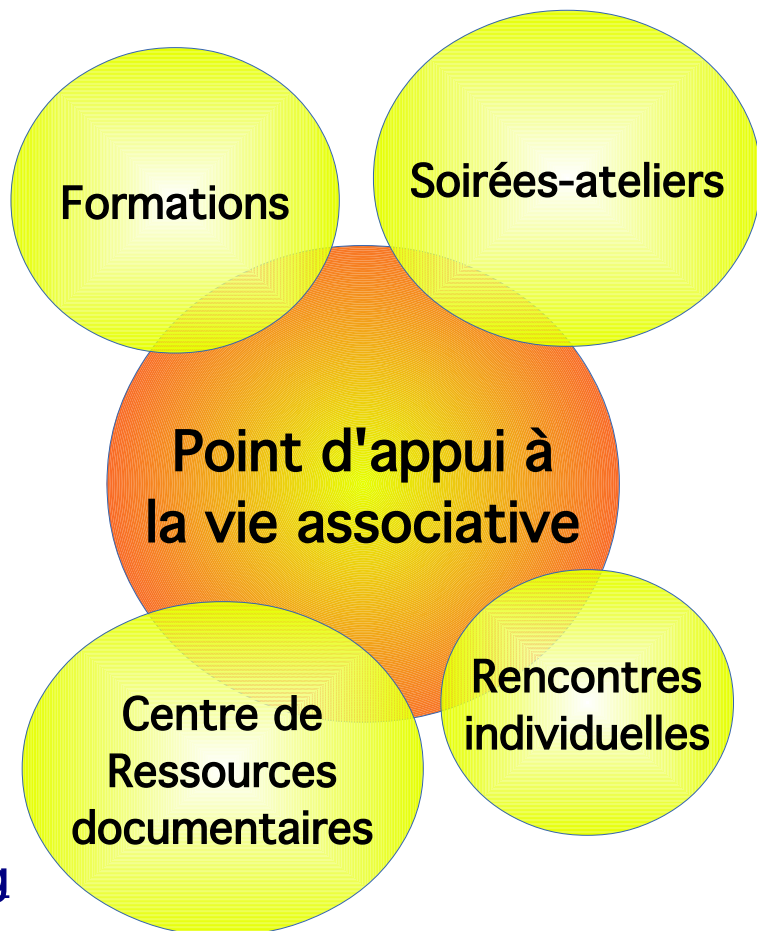 Formations
Soirées-ateliers
Point d'appui à
la vie associative
Rencontres
individuelles
Centre de
Ressources
documentaires